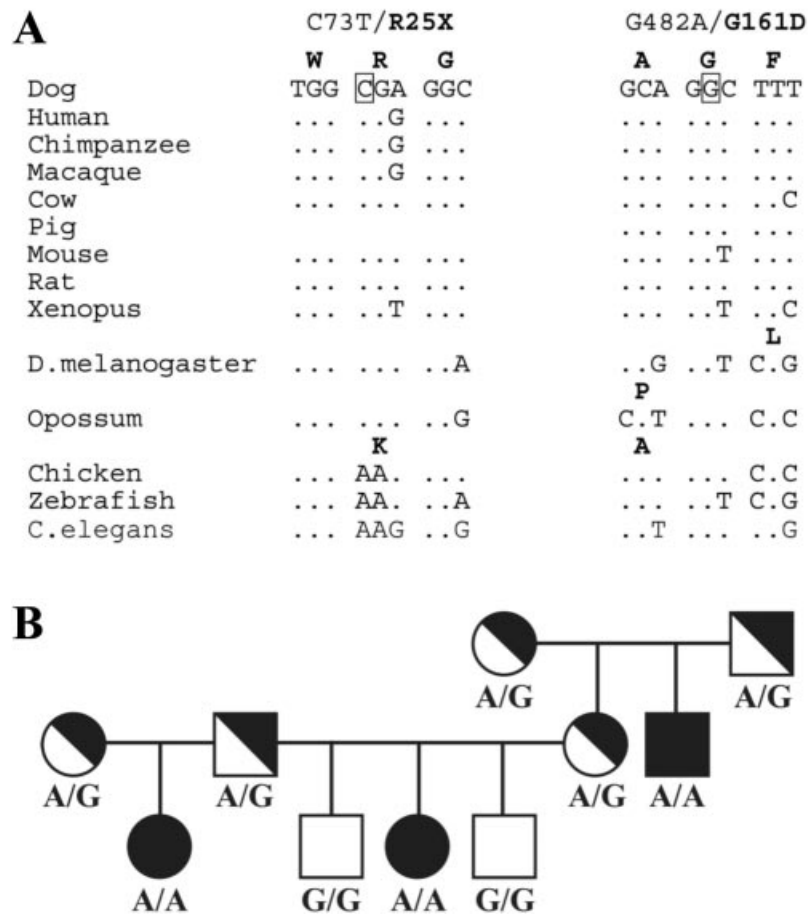 A
C73T/R25X G482A/G161D
W R G A G F
Dog TGG CGA GGC GCA GGC TTT
Human ... ..G ... ... ... ...
Chimpanzee ... ..G ... ... ... ...
Macaque ... ..G ... ... ... ...
Cow ... ... ... ... ... ..C
Pig ... ... ...
Mouse ... ... ... ... ..T ...
Rat ... ... ... ... ... ...
Xenopus ... ..T ... ... ..T ..C
L
D.melanogaster ... ... ..A ..G ..T C.G
P
Opossum ... ... ..G C.T ... C.C
K A
Chicken ... AA. ... ... ... C.C
Zebrafish ... AA. ..A ... ..T C.G
C.elegans ... AAG ..G ..T ... ..G
B
A/G A/G
A/G A/G A/G A/A
A/A G/G A/A G/G